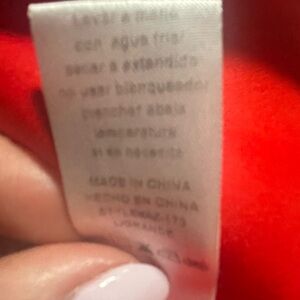 Lavar a mano
con agua fria/
secar a extendido
no usar blanqueador
planchar abaja
temperatura
si es necesita
MADE IN CHINA
HECHO EN CHINA